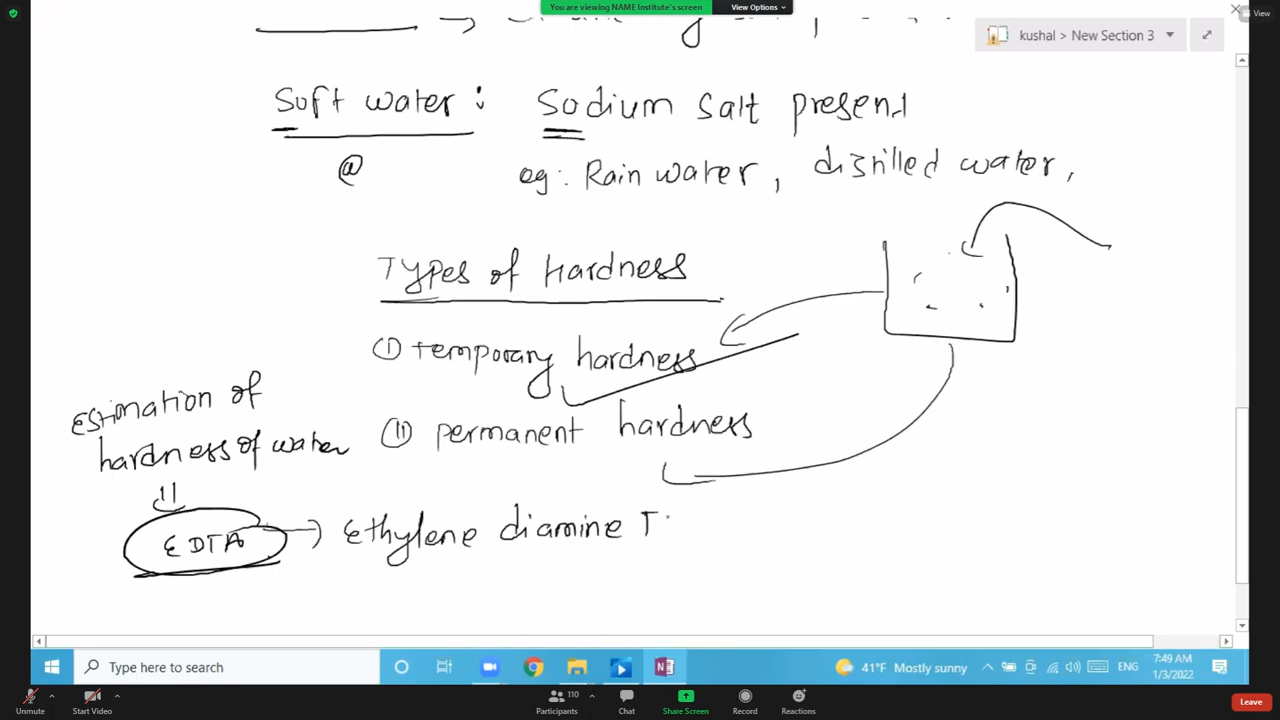 You are viewing NAME Institute's screen View Options
View
kushal > New Section 3
Soft water : Sodium salt present
@ eg :. Rain water , distilled water,
Types of Hardness
(I) temporary hardness
Estimation of
hardness of water
(II) permanent hardness
EDTA → Ethylene diamine T
Type here to search
41°F Mostly sunny
ENG
7:49 AM
1/3/2022
Unmute
Start Video
110
Participants
Chat
Share Screen
Record
Reactions
Leave